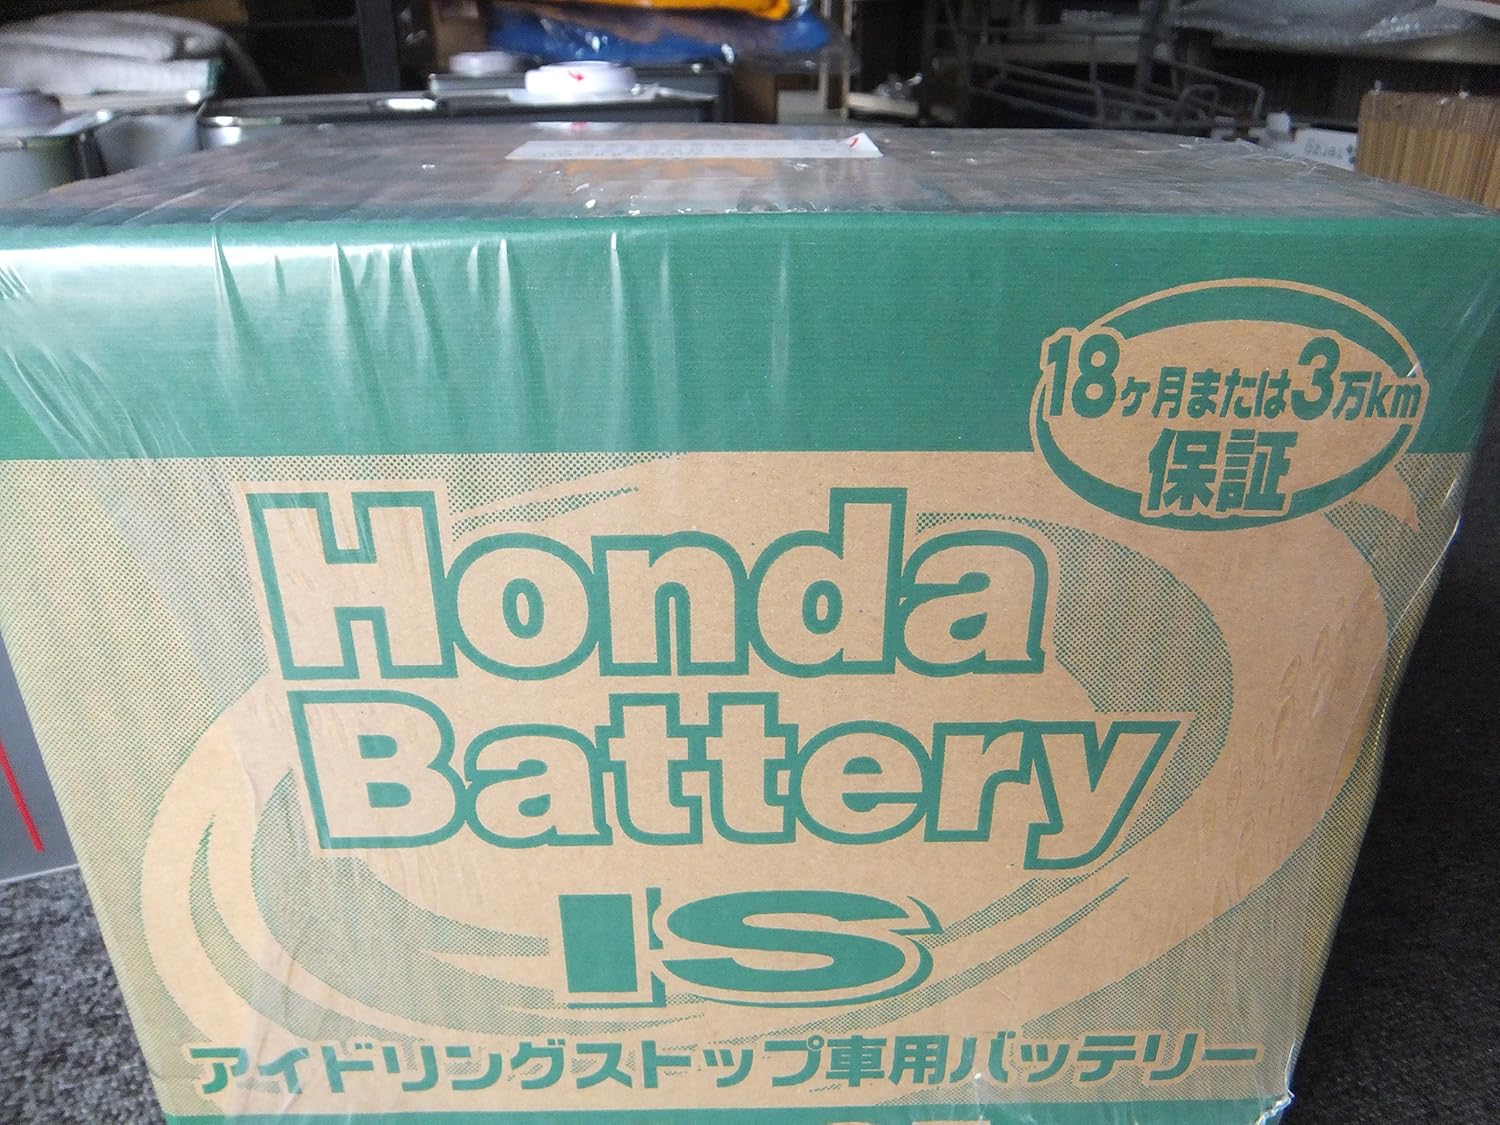 18ヶ月または3万km
保証
Honda
Battery
IS
アイドリングストップ車用バッテリー